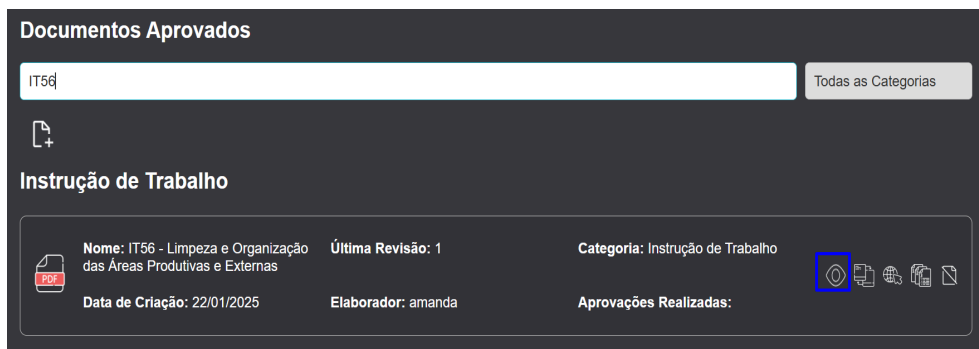 Documentos Aprovados
IT56
Todas as Categorias
Instrução de Trabalho
PDF
Nome: IT56 - Limpeza e Organização
das Áreas Produtivas e Externas
Data de Criação: 22/01/2025
Última Revisão: 1
Elaborador: amanda
Categoria: Instrução de Trabalho
Aprovações Realizadas: